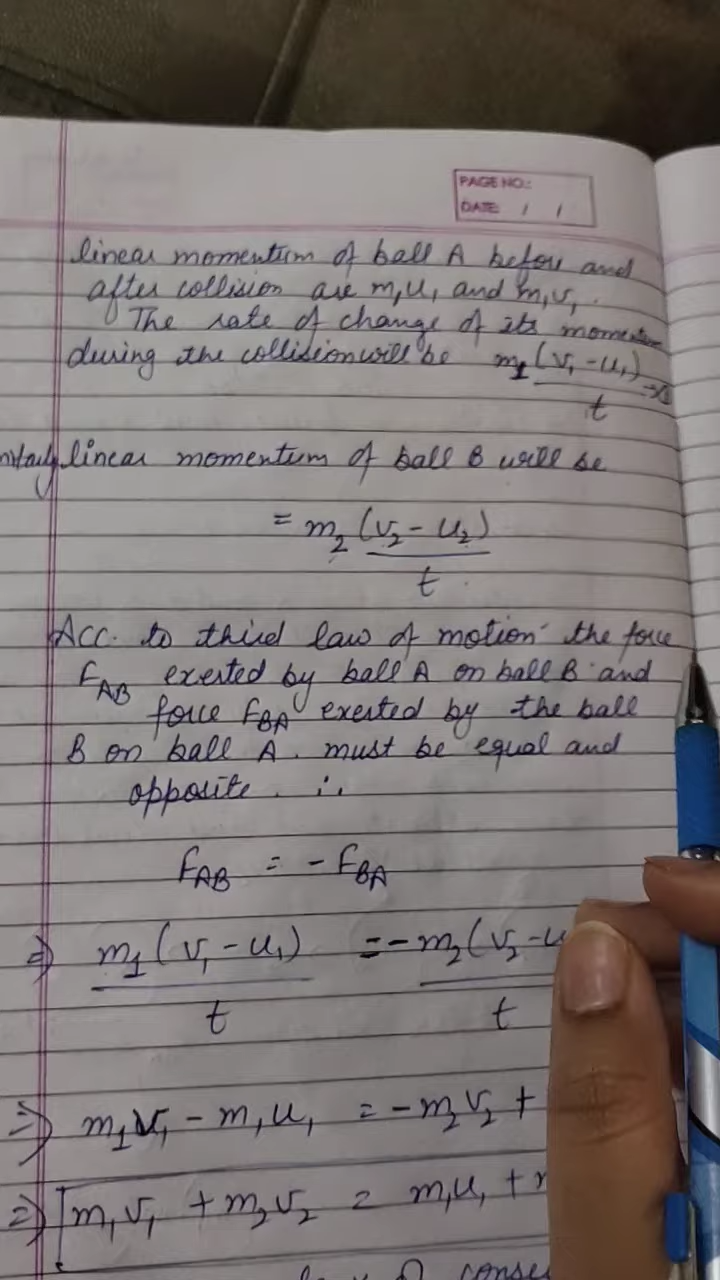 PAGE NO.:
DATE: / /
linear momentum of ball A before and
after collision are m₁u₁ and m₁v₁.
The rate of change of its momentum
during the collision will be m₁(v₁-u₁)
t
linear momentum of ball B will be
= m₂(v₂-u₂)
t
Acc. to third law of motion the force
F_AB exerted by ball A on ball B and
force F_BA exerted by the ball
B on ball A. must be equal and
opposite. ∴
F_AB = -F_BA
⇒ m₁(v₁-u₁) = -m₂(v₂-u
t t
⇒ m₁v₁ - m₁u₁ = -m₂v₂ +
⇒ m₁v₁ + m₂v₂ = m₁u₁ +